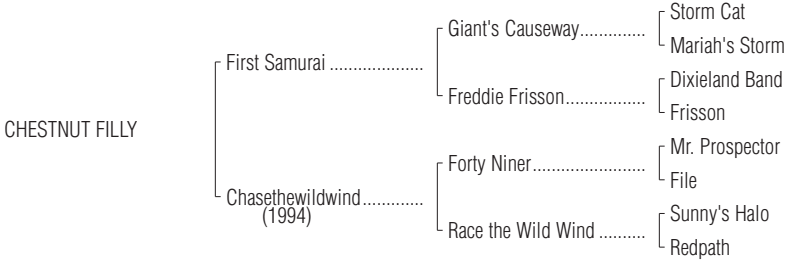 Storm Cat
Giant's Causeway..............
Mariah's Storm
First Samurai ....................
Dixieland Band
Freddie Frisson.................
Frisson
CHESTNUT FILLY
Mr. Prospector
Forty Niner........................
File
Chasethewildwind.............
(1994)
Sunny's Halo
Race the Wild Wind ..........
Redpath